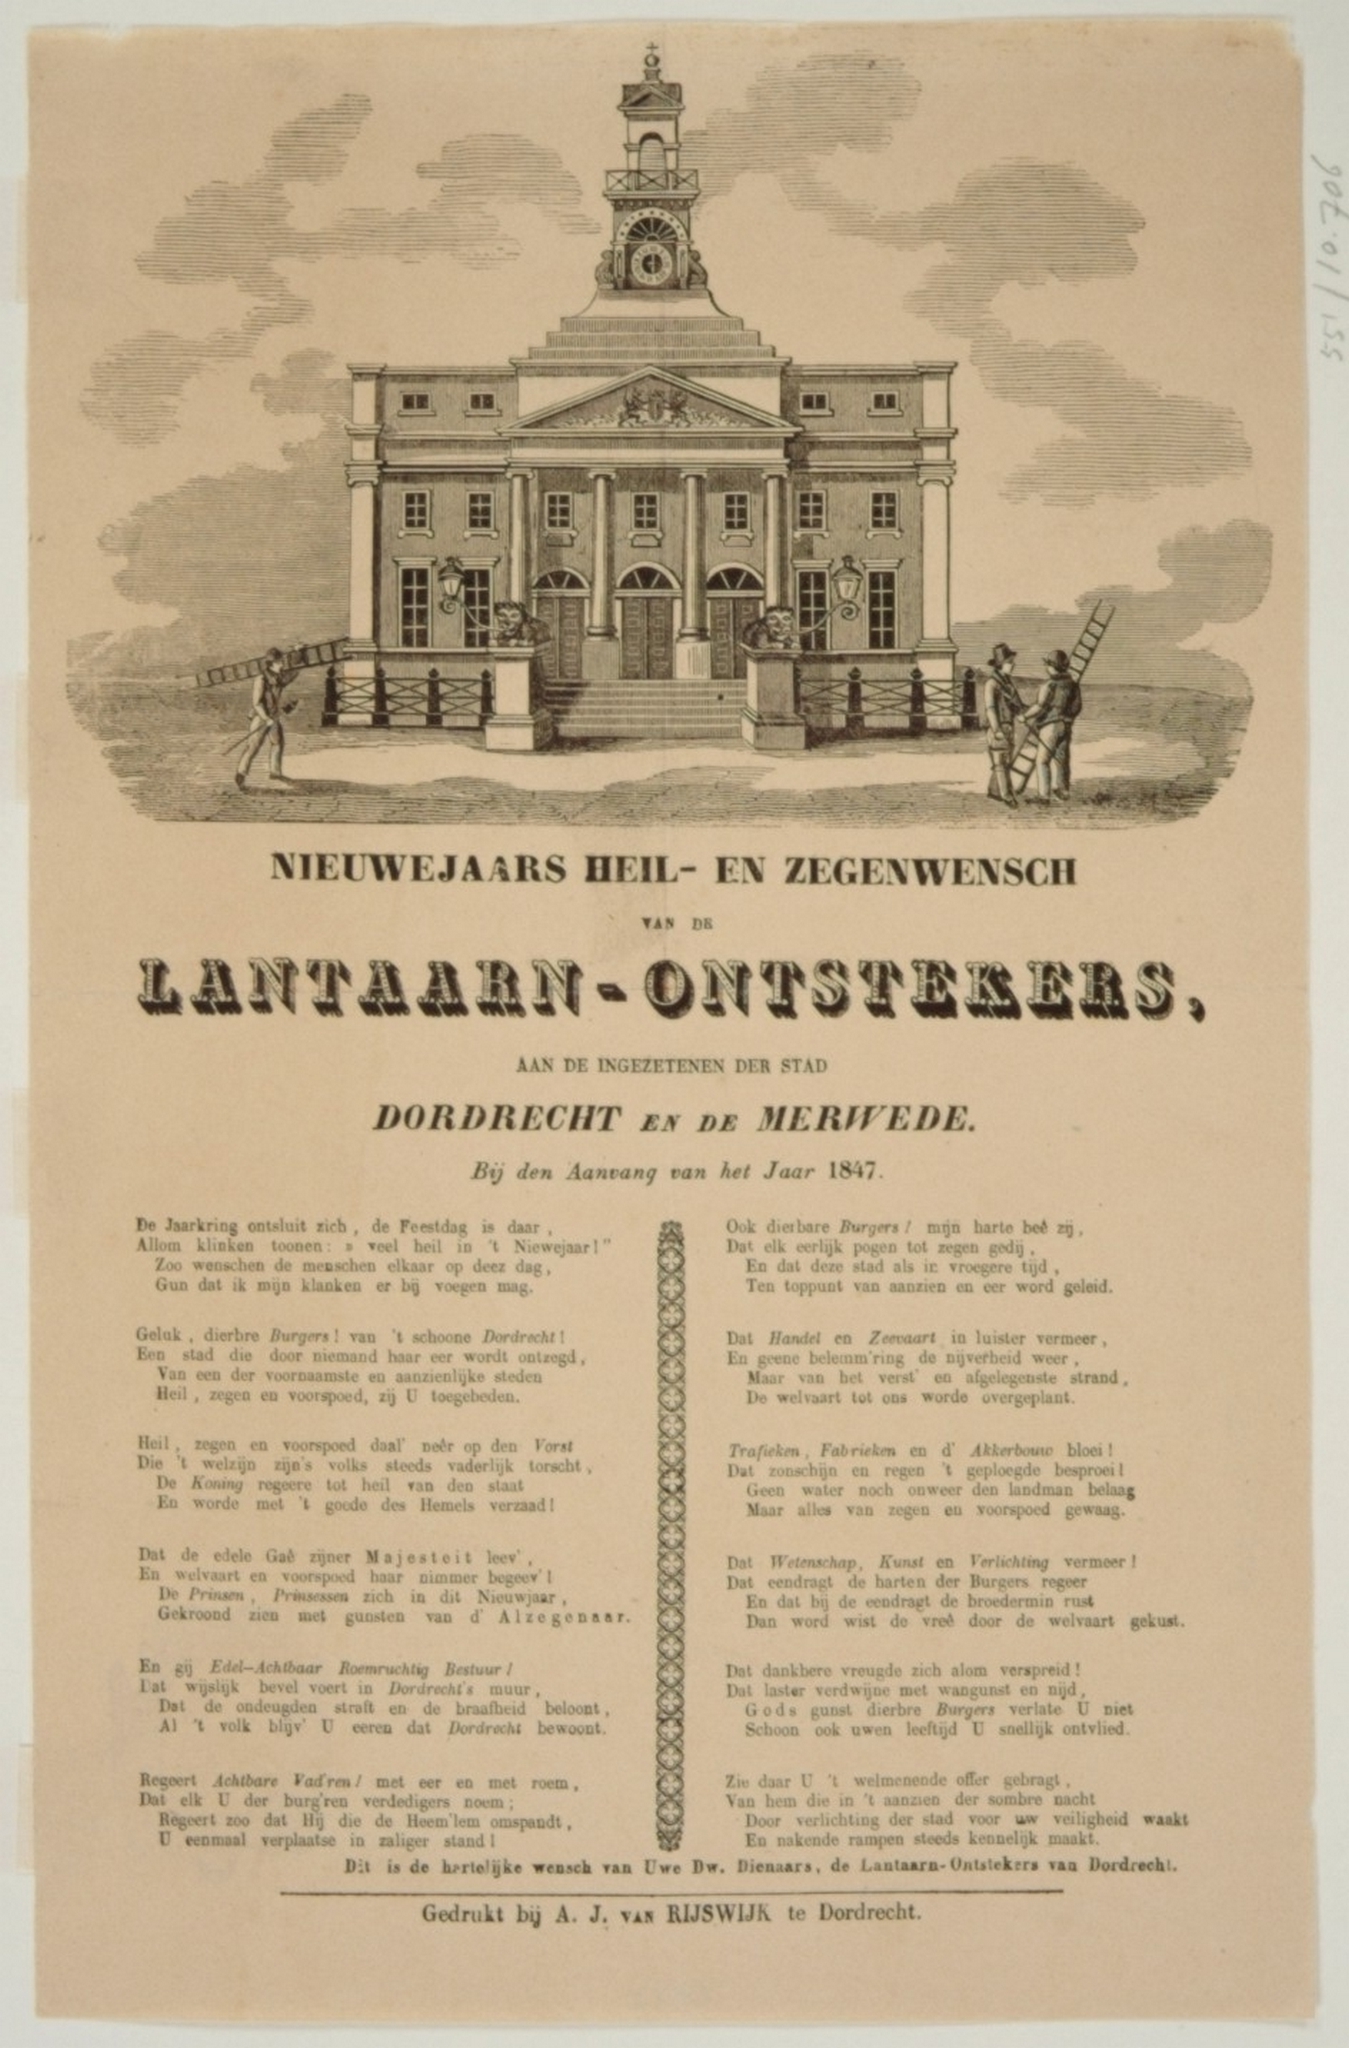 907.01/155
NIEUWEJAARS HEIL- EN ZEGENWENSCH
VAN DE
LANTAARN-ONTSTEKERS,
AAN DE INGEZETENEN DER STAD
DORDRECHT EN DE MERWEDE.
Bij den Aanvang van het Jaar 1847.
De Jaarkring ontsluit zich, de Feestdag is daar,
Allom klinken toonen: » veel heil in 't Niewejaar!"
Zoo wenschen de menschen elkaar op deez dag,
Gun dat ik mijn klanken er bij voegen mag.
Geluk, dierbre Burgers! van 't schoone Dordrecht!
Een stad die door niemand haar eer wordt ontzegd,
Van een der voornaamste en aanzienlijke steden
Heil, zegen en voorspoed, zij U toegebeden.
Heil, zegen en voorspoed daal' neêr op den Vorst
Die 't welzijn zijn's volks steeds vaderlijk torscht,
De Koning regeere tot heil van den staat
En worde met 't goede des Hemels verzaad!
Dat de edele Gaê zijner Majesteit leev',
En welvaart en voorspoed haar nimmer begeev'!
De Prinsen, Prinsessen zich in dit Nieuwjaar,
Gekroond zien met gunsten van d' Alzegenaar.
En gij Edel-Achtbaar Roemruchtig Bestuur!
Dat wijslijk bevel voert in Dordrecht's muur,
Dat de ondeugden straft en de braafheid beloont,
Al 't volk blijv' U eeren dat Dordrecht bewoont.
Regeert Achtbare Vad'ren! met eer en met roem,
Dat elk U der burg'ren verdedigers noem;
Regeert zoo dat Hij die de Heem'lem omspandt,
U eenmaal verplaatse in zaliger stand!
Ook dierbare Burgers! mijn harte beê zij,
Dat elk eerlijk pogen tot zegen gedij,
En dat deze stad als in vroegere tijd,
Ten toppunt van aanzien en eer word geleid.
Dat Handel en Zeevaart in luister vermeer,
En geene belemm'ring de nijverheid weer,
Maar van het verst' en afgelegenste strand,
De welvaart tot ons worde overgeplant.
Trafieken, Fabrieken en d' Akkerbouw bloei!
Dat zonschijn en regen 't geploegde besproei!
Geen water noch onweer den landman belaag
Maar alles van zegen en voorspoed gewaag.
Dat Wetenschap, Kunst en Verlichting vermeer!
Dat eendragt de harten der Burgers regeer
En dat bij de eendragt de broedermin rust
Dan word wist de vreê door de welvaart gekust.
Dat dankbere vreugde zich alom verspreid!
Dat laster verdwijne met wangunst en nijd,
Gods gunst dierbre Burgers verlate U niet
Schoon ook uwen leeftijd U snellijk ontvlied.
Zie daar U 't welmenende offer gebragt,
Van hem die in 't aanzien der sombre nacht
Door verlichting der stad voor uw veiligheid waakt
En nakende rampen steeds kennelijk maakt.
Dit is de hartelijke wensch van Uwe Dw. Dienaars, de Lantaarn-Ontstekers van Dordrecht.
Gedrukt bij A. J. VAN RIJSWIJK te Dordrecht.